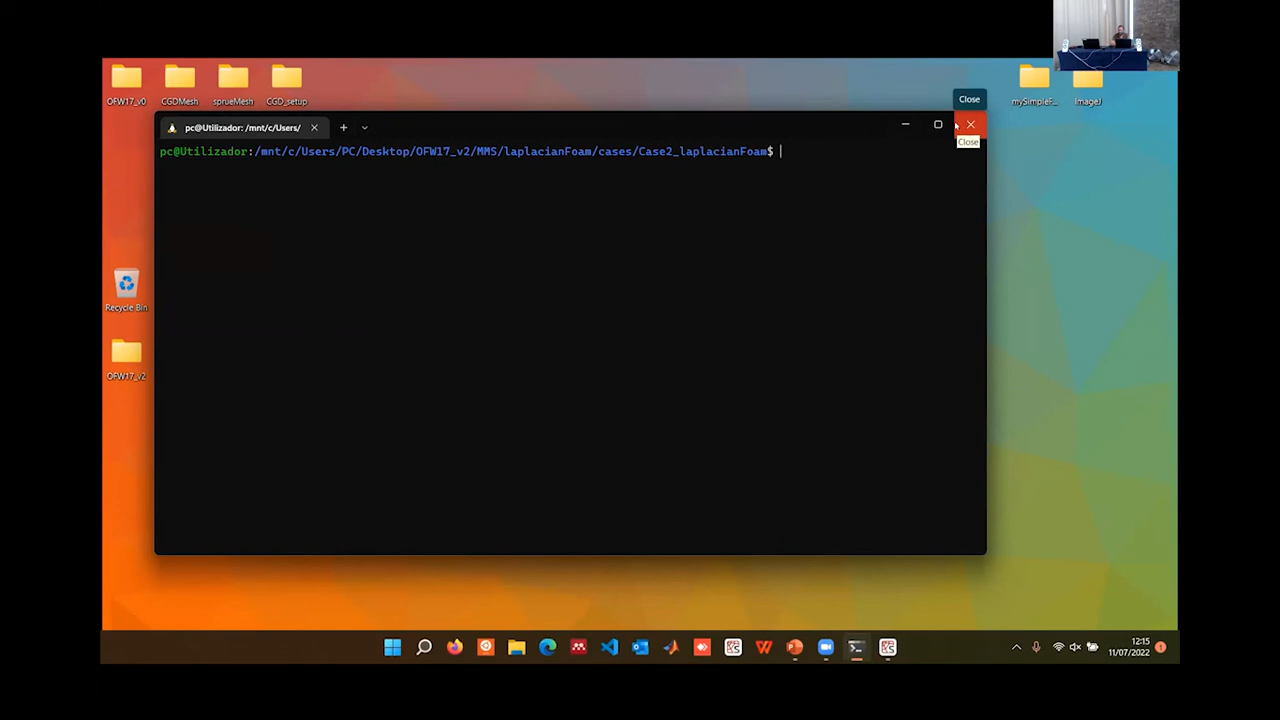 OFW17_v0
CGDMesh
sprueMesh
CGD_setup
mySimpleF...
ImageJ
Close
pc@Utilizador: /mnt/c/Users/
Close
pc@Utilizador:/mnt/c/Users/PC/Desktop/OFW17_v2/MMS/laplacianFoam/cases/Case2_laplacianFoam$
Recycle Bin
OFW17_v2
12:15
11/07/2022
1